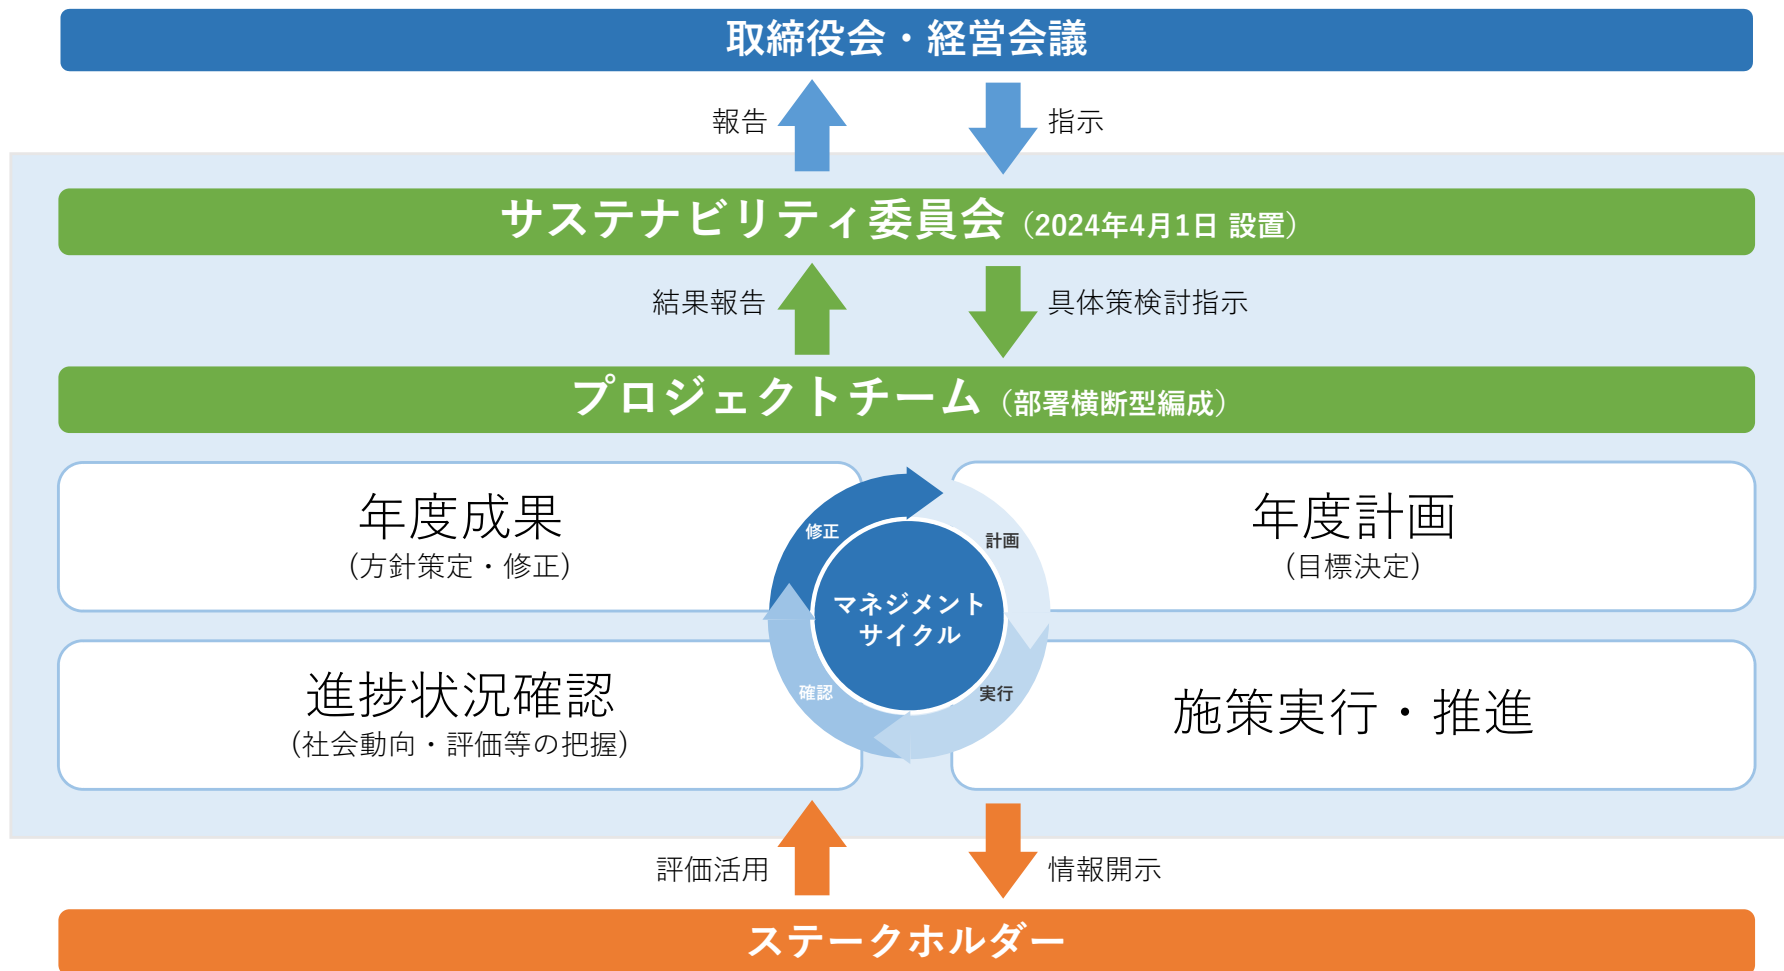 取締役会・経営会議
報告
指示
サステナビリティ委員会（2024年4月1日 設置）
結果報告
具体策検討指示
プロジェクトチーム（部署横断型編成）
年度成果
（方針策定・修正）
年度計画
（目標決定）
修正
計画
マネジメント
サイクル
確認
実行
進捗状況確認
（社会動向・評価等の把握）
施策実行・推進
評価活用
情報開示
ステークホルダー